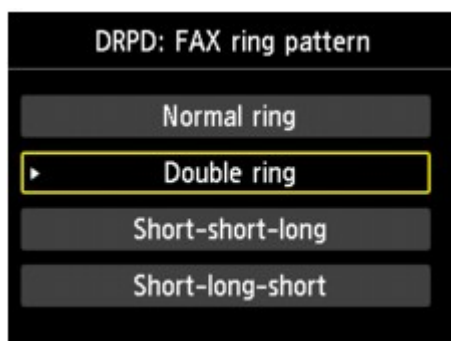 DRPD: FAX ring pattern
Normal ring
Double ring
Short-short-long
Short-long-short